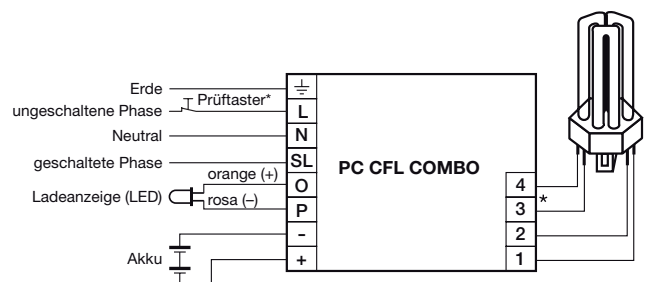 Erde
ungeschaltene Phase
Prüftaster*
L
Neutral
N
geschaltete Phase
SL
orange (+)
O
Ladeanzeige (LED)
rosa (–)
P
-
Akku
+
PC CFL COMBO
4
*
3
2
1